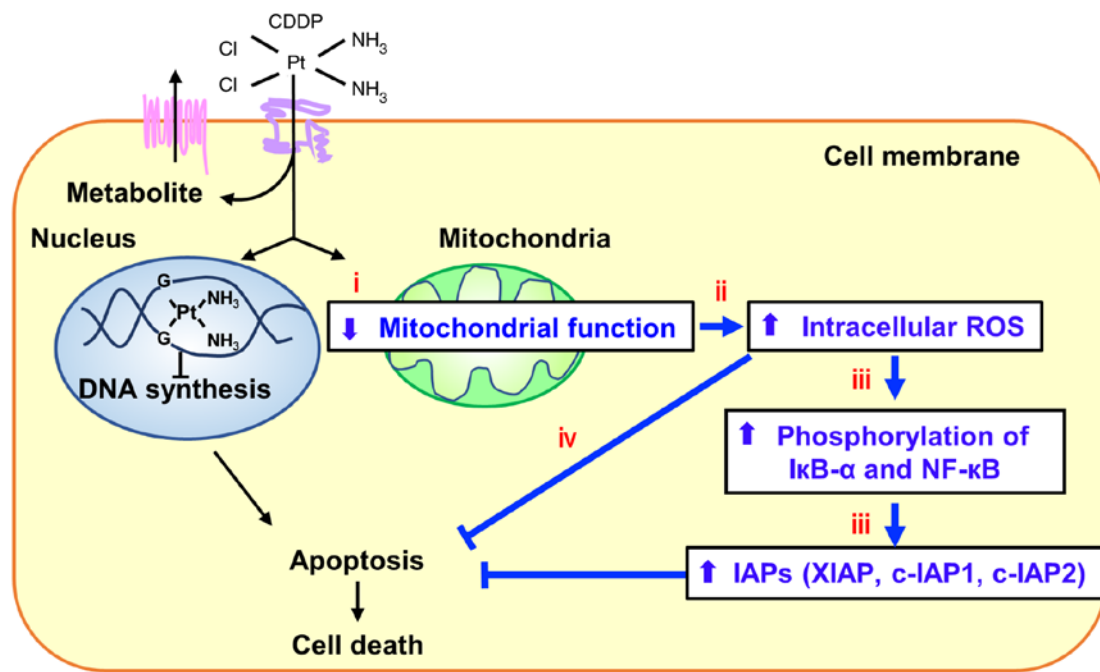 CDDP
Cl
NH3
Pt
Cl
NH3
Cell membrane
Metabolite
Nucleus
Mitochondria
G
Pt
NH3
G
NH3
DNA synthesis
i
⬇ Mitochondrial function
ii
⬆ Intracellular ROS
iii
⬆ Phosphorylation of
IκB-α and NF-κB
iv
iii
Apoptosis
⬆ IAPs (XIAP, c-IAP1, c-IAP2)
Cell death